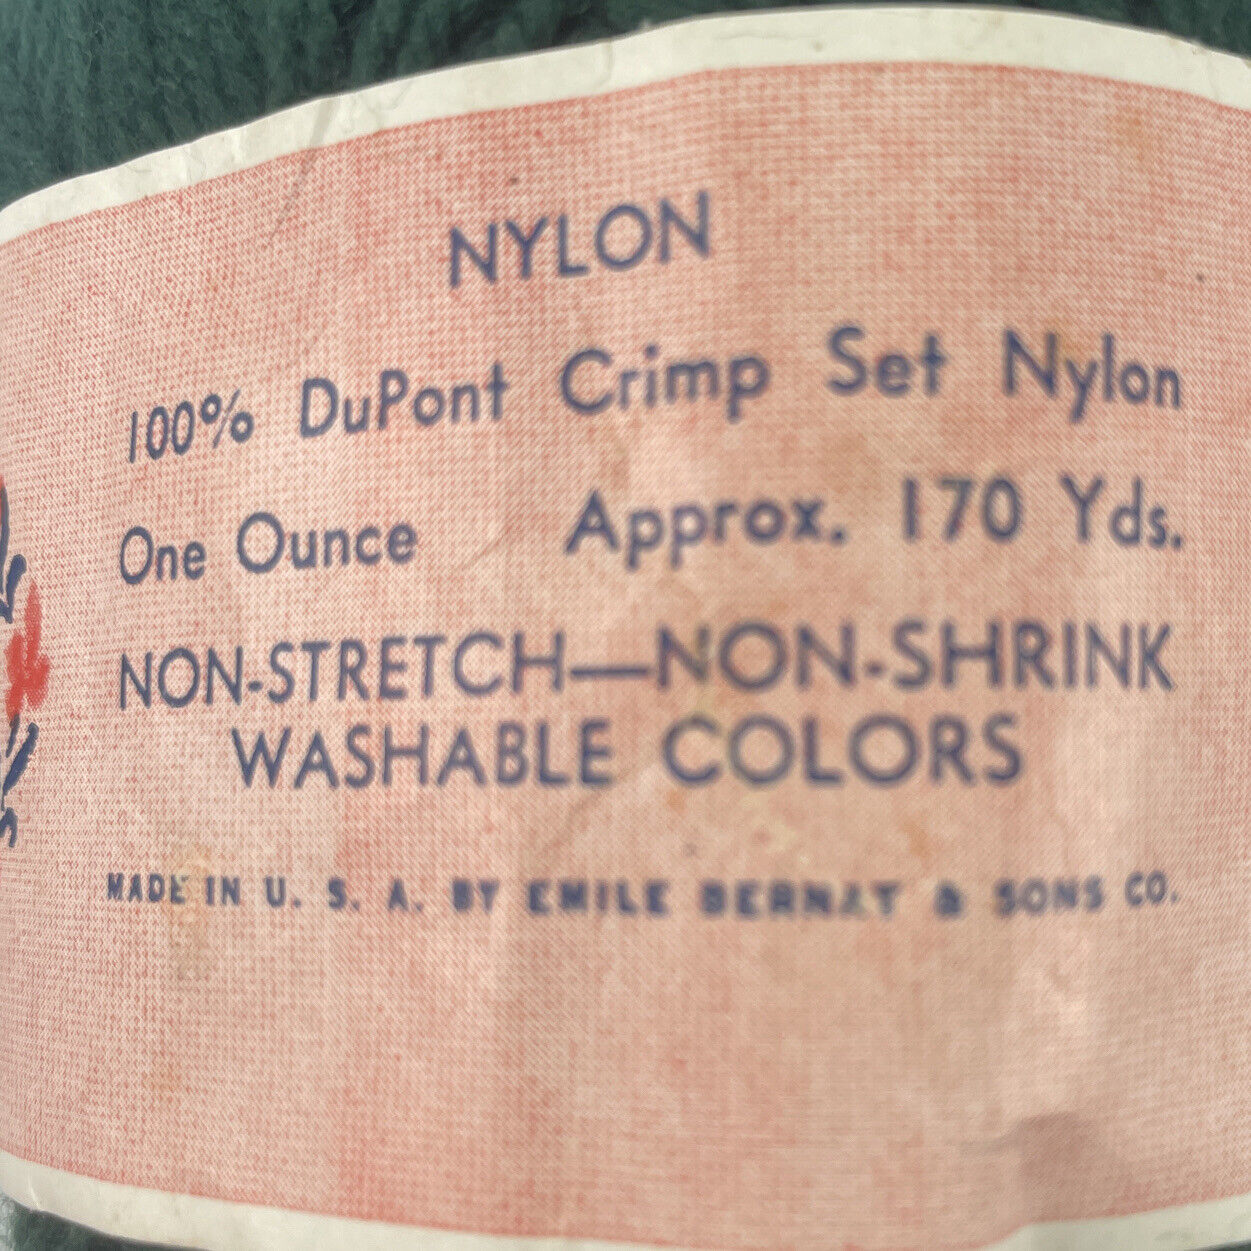 NYLON
100% DuPont Crimp Set Nylon
One Ounce Approx. 170 Yds.
NON-STRETCH—NON-SHRINK
WASHABLE COLORS
MADE IN U. S. A. BY EMILE BERNAT & SONS CO.